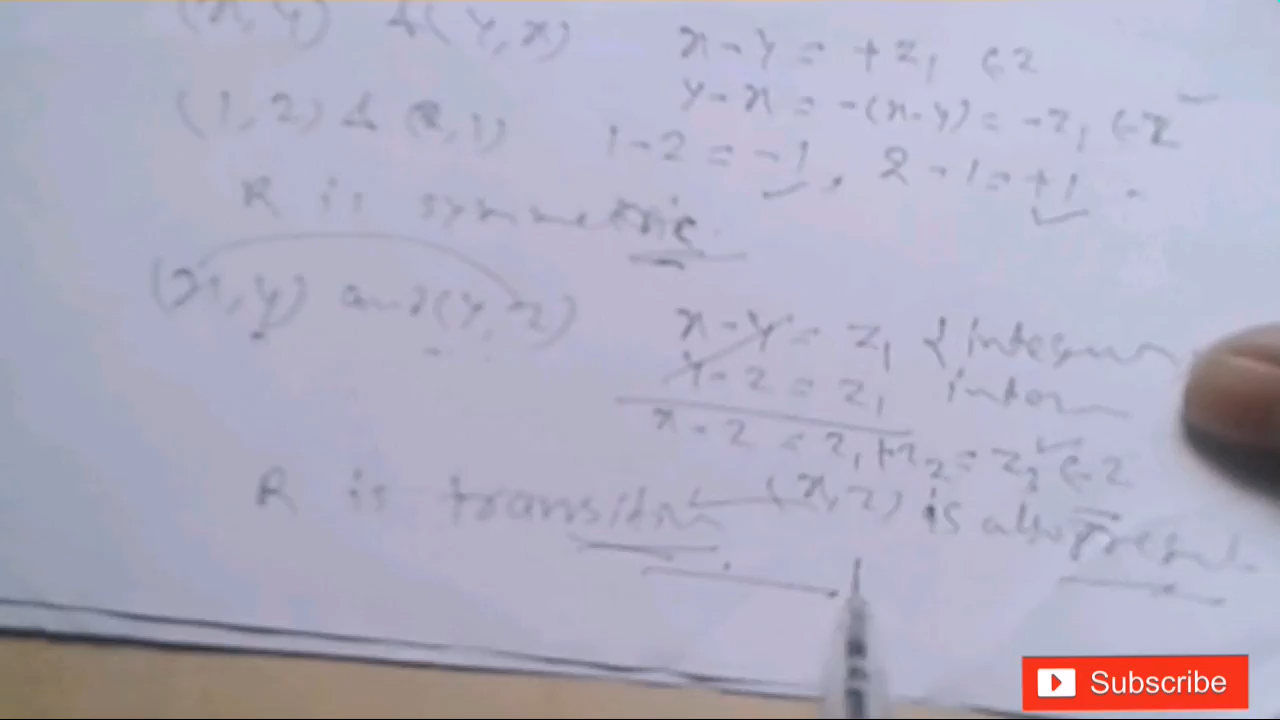 (x, y) & (y, x) x - y = + z₁ ∈ z
y - x = -(x - y) = - z₁ ∈ z
(1, 2) & (2, 1) 1 - 2 = -1, 2 - 1 = +1
R is symmetric
(x, y) and (y, z) x - y = z₁ { integer
y - z = z₁
x - z = z₁ + z₂ = z₃ ∈ z
R is (x, z) is also present
Subscribe